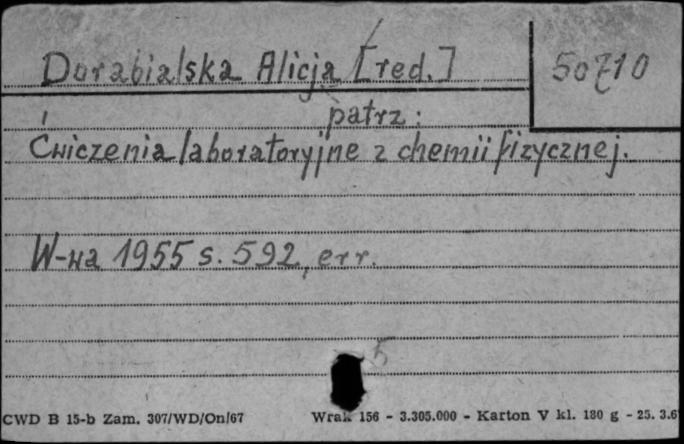 Dorabialska Alicja [red.]
50710
patrz:
Ćwiczenia laboratoryjne z chemii fizycznej.
W-wa 1955 s. 592, err.
5
CWD B 15-b Zam. 307/WD/On/67 Wrak 156 - 3.305.000 - Karton V kl. 180 g - 25. 3.6